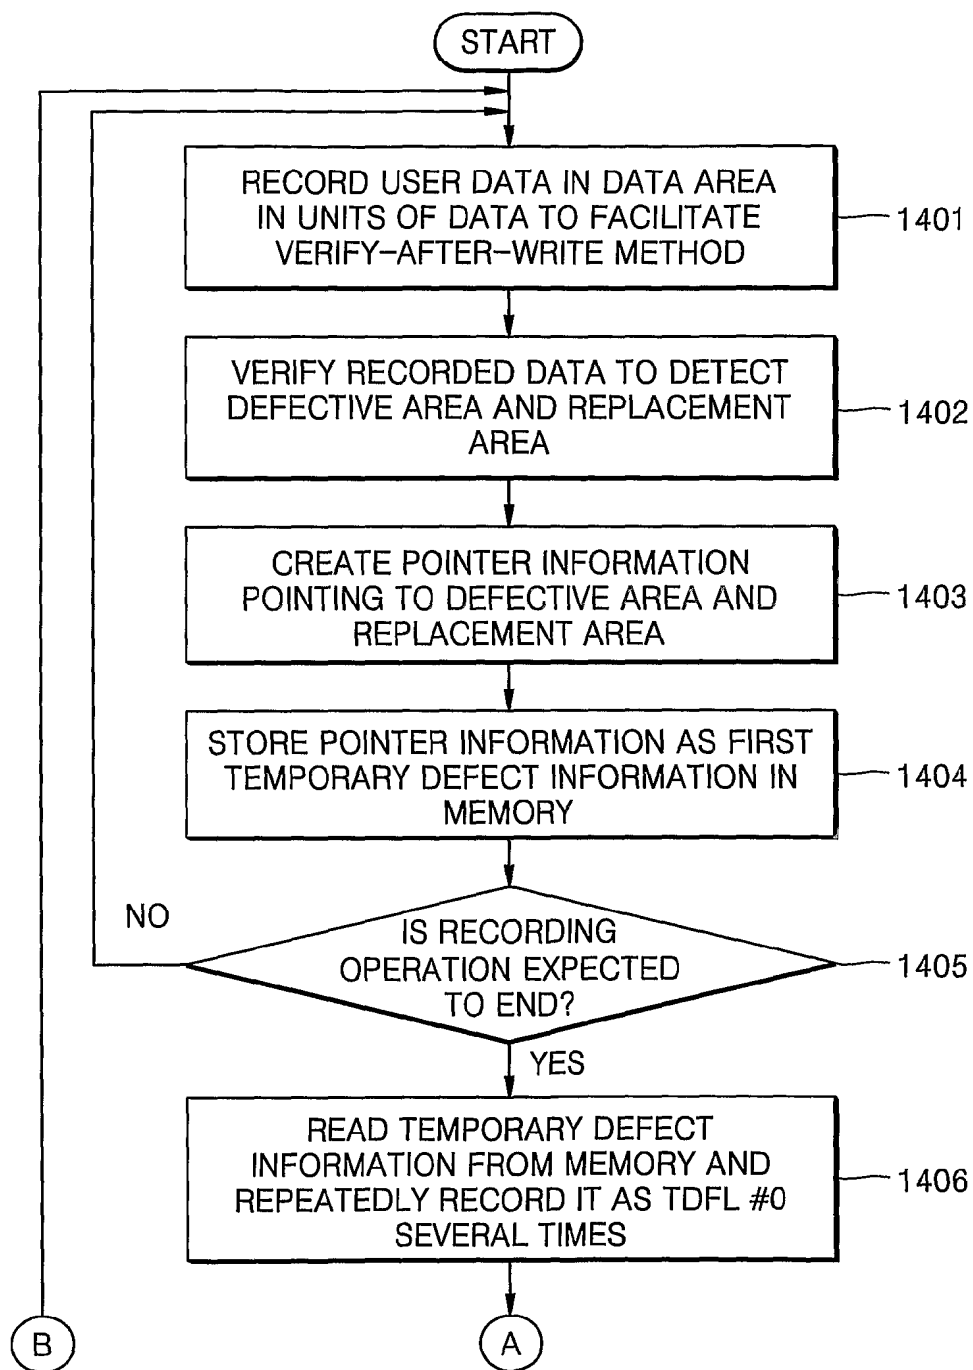 START
RECORD USER DATA IN DATA AREA
IN UNITS OF DATA TO FACILITATE
VERIFY-AFTER-WRITE METHOD
1401
VERIFY RECORDED DATA TO DETECT
DEFECTIVE AREA AND REPLACEMENT
AREA
1402
CREATE POINTER INFORMATION
POINTING TO DEFECTIVE AREA AND
REPLACEMENT AREA
1403
STORE POINTER INFORMATION AS FIRST
TEMPORARY DEFECT INFORMATION IN
MEMORY
1404
NO
IS RECORDING
OPERATION EXPECTED
TO END?
1405
YES
READ TEMPORARY DEFECT
INFORMATION FROM MEMORY AND
REPEATEDLY RECORD IT AS TDFL #0
SEVERAL TIMES
1406
B
A